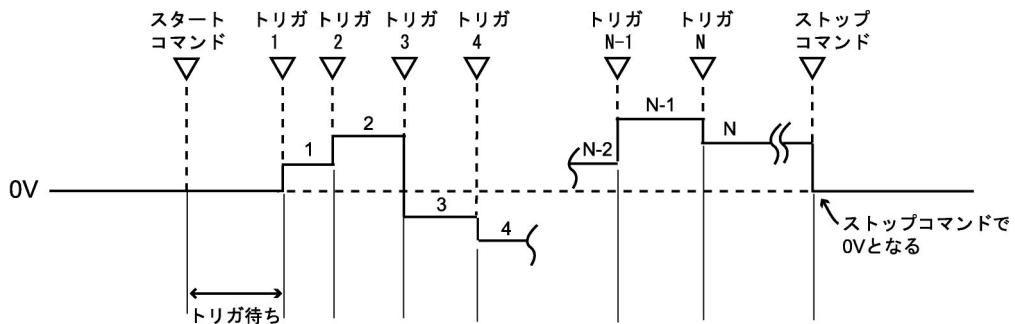 スタート
コマンド
トリガ
1
トリガ
2
トリガ
3
トリガ
4
トリガ
N-1
トリガ
N
ストップ
コマンド
1
2
3
4
N-2
N-1
N
0V
ストップコマンドで
0Vとなる
トリガ待ち